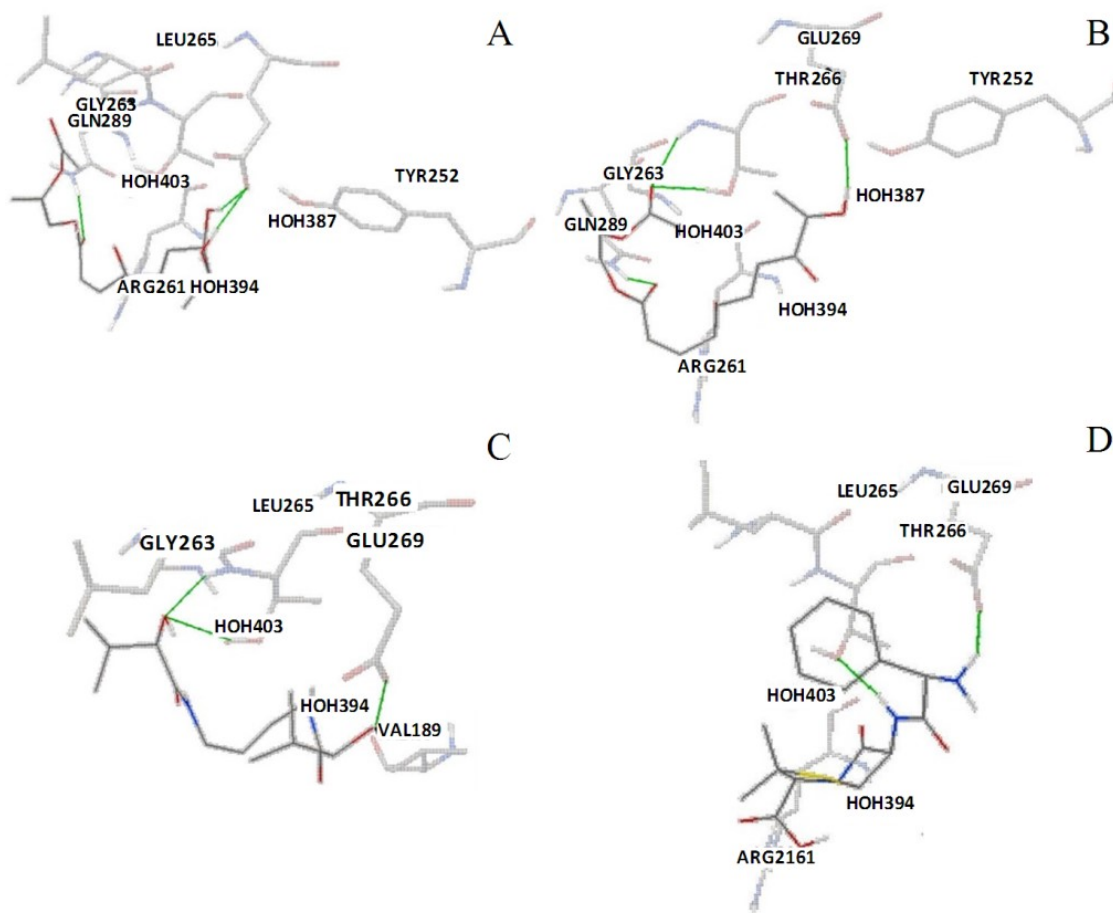 A
LEU265
GLY263
GLN289
HOH403
TYR252
HOH387
ARG261 HOH394
B
GLU269
THR266
TYR252
GLY263
HOH387
GLN289
HOH403
HOH394
ARG261
C
LEU265
THR266
GLY263
GLU269
HOH403
HOH394
VAL189
D
LEU265
GLU269
THR266
HOH403
HOH394
ARG2161